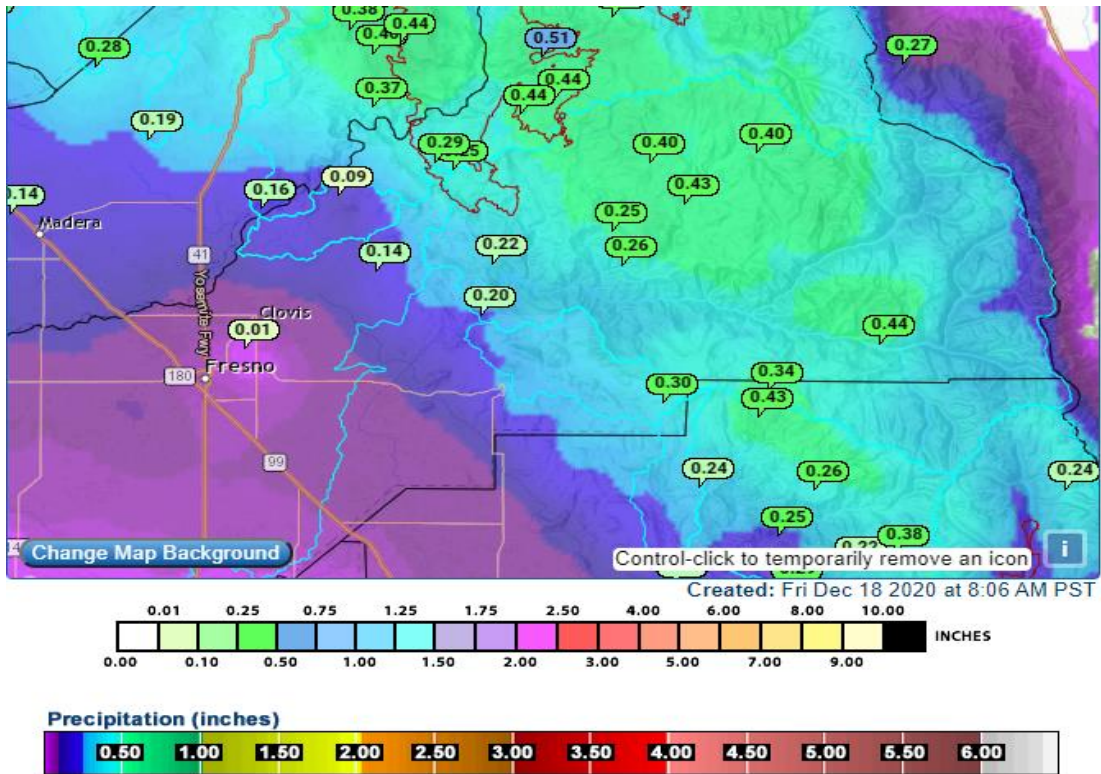 0.38
0.44
0.51
0.28
0.27
0.37
0.44
0.44
0.19
0.29
0.40
0.40
0.14
0.16
0.09
0.43
0.25
Madera
0.14
0.22
0.26
41
Yosemite Fwy
0.20
Clovis
0.01
0.44
Fresno
180
0.30
0.34
0.43
99
0.24
0.26
0.24
0.25
0.38
Change Map Background
Control-click to temporarily remove an icon
i
Created: Fri Dec 18 2020 at 8:06 AM PST
0.01 0.25 0.75 1.25 1.75 2.50 4.00 6.00 8.00 10.00
INCHES
0.00 0.10 0.50 1.00 1.50 2.00 3.00 5.00 7.00 9.00
Precipitation (inches)
0.50 1.00 1.50 2.00 2.50 3.00 3.50 4.00 4.50 5.00 5.50 6.00